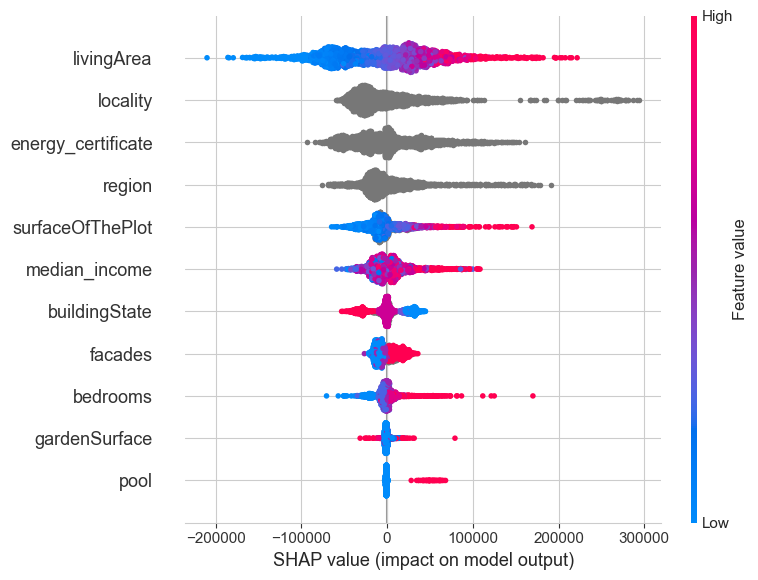 High
livingArea
locality
energy_certificate
region
surfaceOfThePlot
median_income
buildingState
facades
bedrooms
gardenSurface
pool
Feature value
Low
−200000 −100000 0 100000 200000 300000
SHAP value (impact on model output)